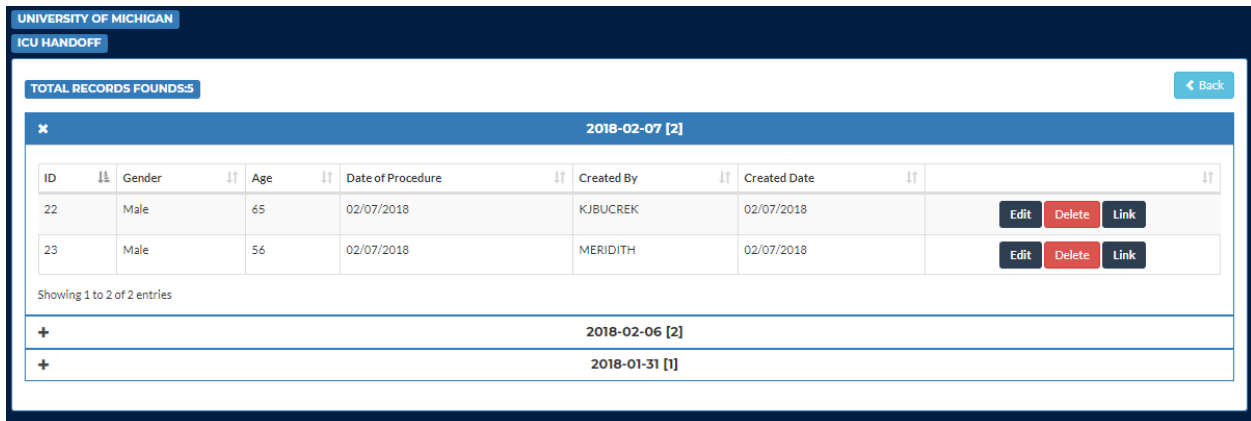 UNIVERSITY OF MICHIGAN
ICU HANDOFF
TOTAL RECORDS FOUNDS:5
Back
2018-02-07 [2]
ID Gender Age Date of Procedure Created By Created Date
22 Male 65 02/07/2018 KJBUCREK 02/07/2018 Edit Delete Link
23 Male 56 02/07/2018 MERIDITH 02/07/2018 Edit Delete Link
Showing 1 to 2 of 2 entries
2018-02-06 [2]
2018-01-31 [1]